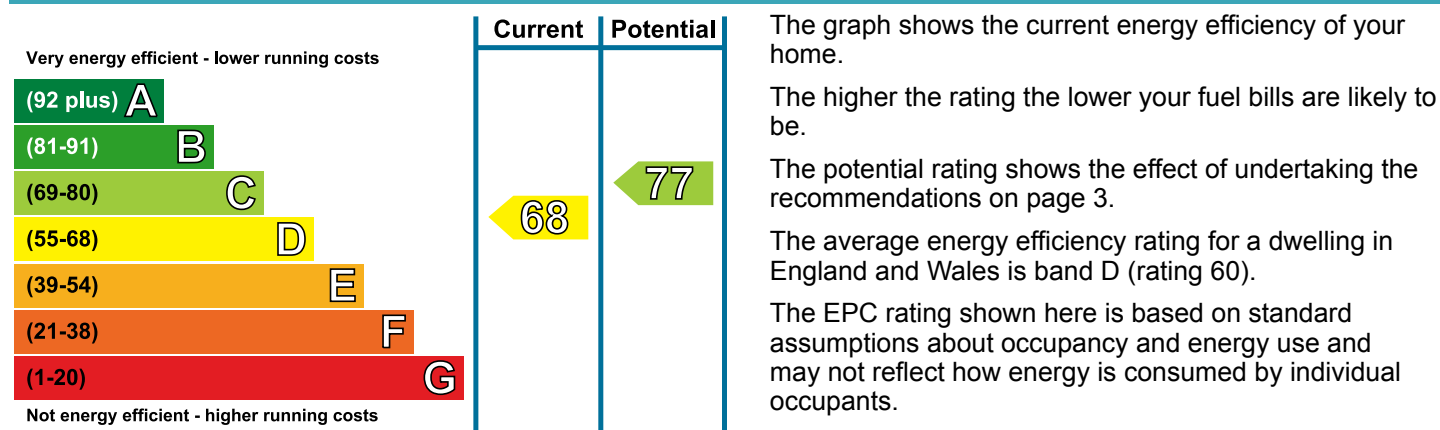 Current Potential
Very energy efficient - lower running costs
(92 plus) A
(81-91) B
(69-80) C
(55-68) D
(39-54) E
(21-38) F
(1-20) G
Not energy efficient - higher running costs
68
77
The graph shows the current energy efficiency of your
home.
The higher the rating the lower your fuel bills are likely to
be.
The potential rating shows the effect of undertaking the
recommendations on page 3.
The average energy efficiency rating for a dwelling in
England and Wales is band D (rating 60).
The EPC rating shown here is based on standard
assumptions about occupancy and energy use and
may not reflect how energy is consumed by individual
occupants.